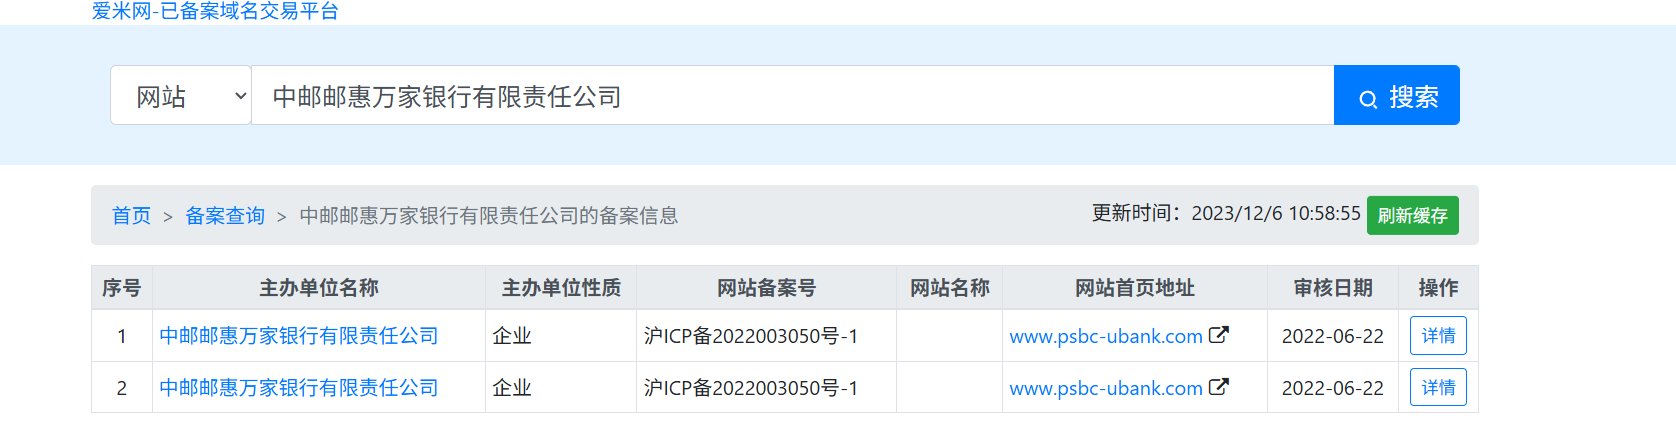 爱米网-已备案域名交易平台
网站 中邮邮惠万家银行有限责任公司 搜索
首页 > 备案查询 > 中邮邮惠万家银行有限责任公司的备案信息 更新时间：2023/12/6 10:58:55 刷新缓存
序号 主办单位名称 主办单位性质 网站备案号 网站名称 网站首页地址 审核日期 操作
1 中邮邮惠万家银行有限责任公司 企业 沪ICP备2022003050号-1 www.psbc-ubank.com 2022-06-22 详情
2 中邮邮惠万家银行有限责任公司 企业 沪ICP备2022003050号-1 www.psbc-ubank.com 2022-06-22 详情